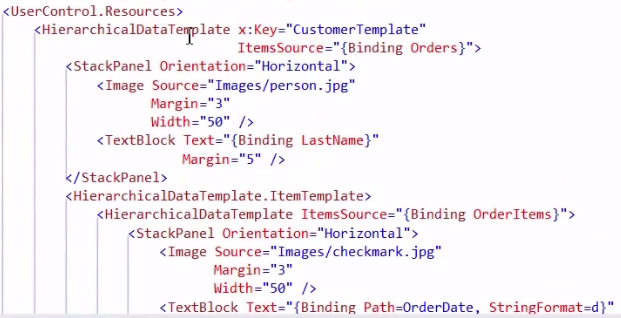 <UserControl.Resources>
<HierarchicalDataTemplate x:Key="CustomerTemplate"
ItemsSource="{Binding Orders}">
<StackPanel Orientation="Horizontal">
<Image Source="Images/person.jpg"
Margin="3"
Width="50" />
<TextBlock Text="{Binding LastName}"
Margin="5" />
</StackPanel>
<HierarchicalDataTemplate.ItemTemplate>
<HierarchicalDataTemplate ItemsSource="{Binding OrderItems}">
<StackPanel Orientation="Horizontal">
<Image Source="Images/checkmark.jpg"
Margin="3"
Width="50" />
<TextBlock Text="{Binding Path=OrderDate, StringFormat=d}"